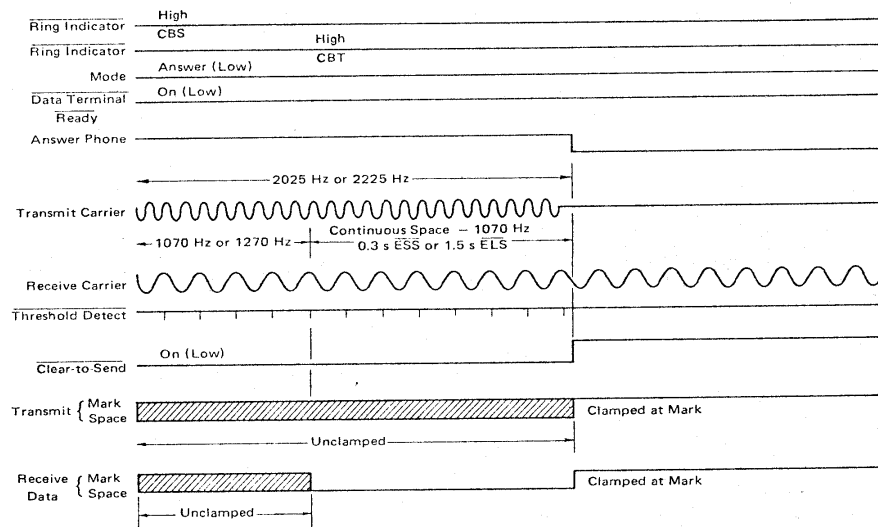 High
Ring Indicator
CBS
High
Ring Indicator
CBT
Answer (Low)
Mode
On (Low)
Data Terminal
Ready
Answer Phone
2025 Hz or 2225 Hz
Transmit Carrier
Continuous Space – 1070 Hz
1070 Hz or 1270 Hz
0.3 s ESS or 1.5 s ELS
Receive Carrier
Threshold Detect
On (Low)
Clear-to-Send
Transmit { Mark
Space
Clamped at Mark
Unclamped
Receive
Data { Mark
Space
Clamped at Mark
Unclamped